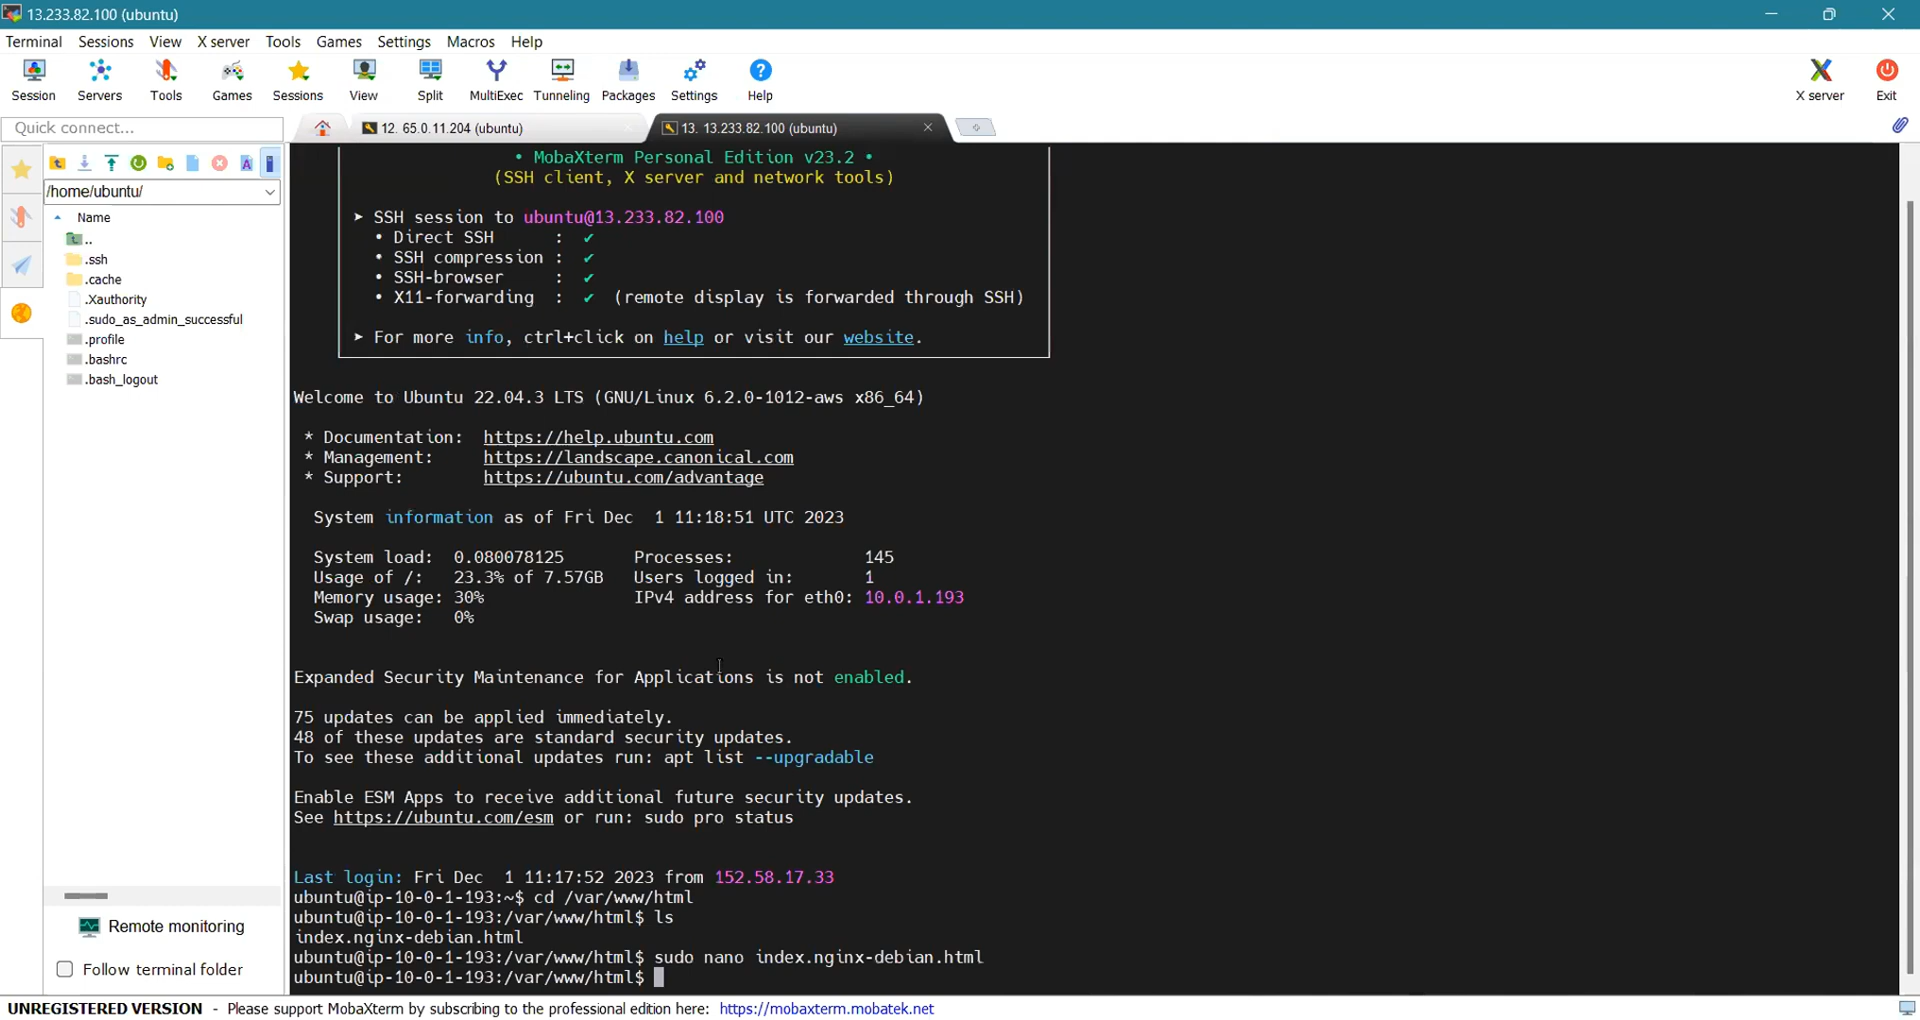 13.233.82.100 (ubuntu)
Terminal Sessions View X server Tools Games Settings Macros Help
Session Servers Tools Games Sessions View Split MultiExec Tunneling Packages Settings Help X server Exit
Quick connect...
12. 65.0.11.204 (ubuntu)
13. 13.233.82.100 (ubuntu)
/home/ubuntu/
Name
..
.ssh
.cache
.Xauthority
.sudo_as_admin_successful
.profile
.bashrc
.bash_logout
Remote monitoring
Follow terminal folder
• MobaXterm Personal Edition v23.2 •
(SSH client, X server and network tools)
➤ SSH session to ubuntu@13.233.82.100
• Direct SSH : ✔
• SSH compression : ✔
• SSH-browser : ✔
• X11-forwarding : ✔ (remote display is forwarded through SSH)
➤ For more info, ctrl+click on help or visit our website.
Welcome to Ubuntu 22.04.3 LTS (GNU/Linux 6.2.0-1012-aws x86_64)
* Documentation: https://help.ubuntu.com
* Management: https://landscape.canonical.com
* Support: https://ubuntu.com/advantage
System information as of Fri Dec 1 11:18:51 UTC 2023
System load: 0.080078125 Processes: 145
Usage of /: 23.3% of 7.57GB Users logged in: 1
Memory usage: 30% IPv4 address for eth0: 10.0.1.193
Swap usage: 0%
Expanded Security Maintenance for Applications is not enabled.
75 updates can be applied immediately.
48 of these updates are standard security updates.
To see these additional updates run: apt list --upgradable
Enable ESM Apps to receive additional future security updates.
See https://ubuntu.com/esm or run: sudo pro status
Last login: Fri Dec 1 11:17:52 2023 from 152.58.17.33
ubuntu@ip-10-0-1-193:~$ cd /var/www/html
ubuntu@ip-10-0-1-193:/var/www/html$ ls
index.nginx-debian.html
ubuntu@ip-10-0-1-193:/var/www/html$ sudo nano index.nginx-debian.html
ubuntu@ip-10-0-1-193:/var/www/html$
UNREGISTERED VERSION - Please support MobaXterm by subscribing to the professional edition here: https://mobaxterm.mobatek.net